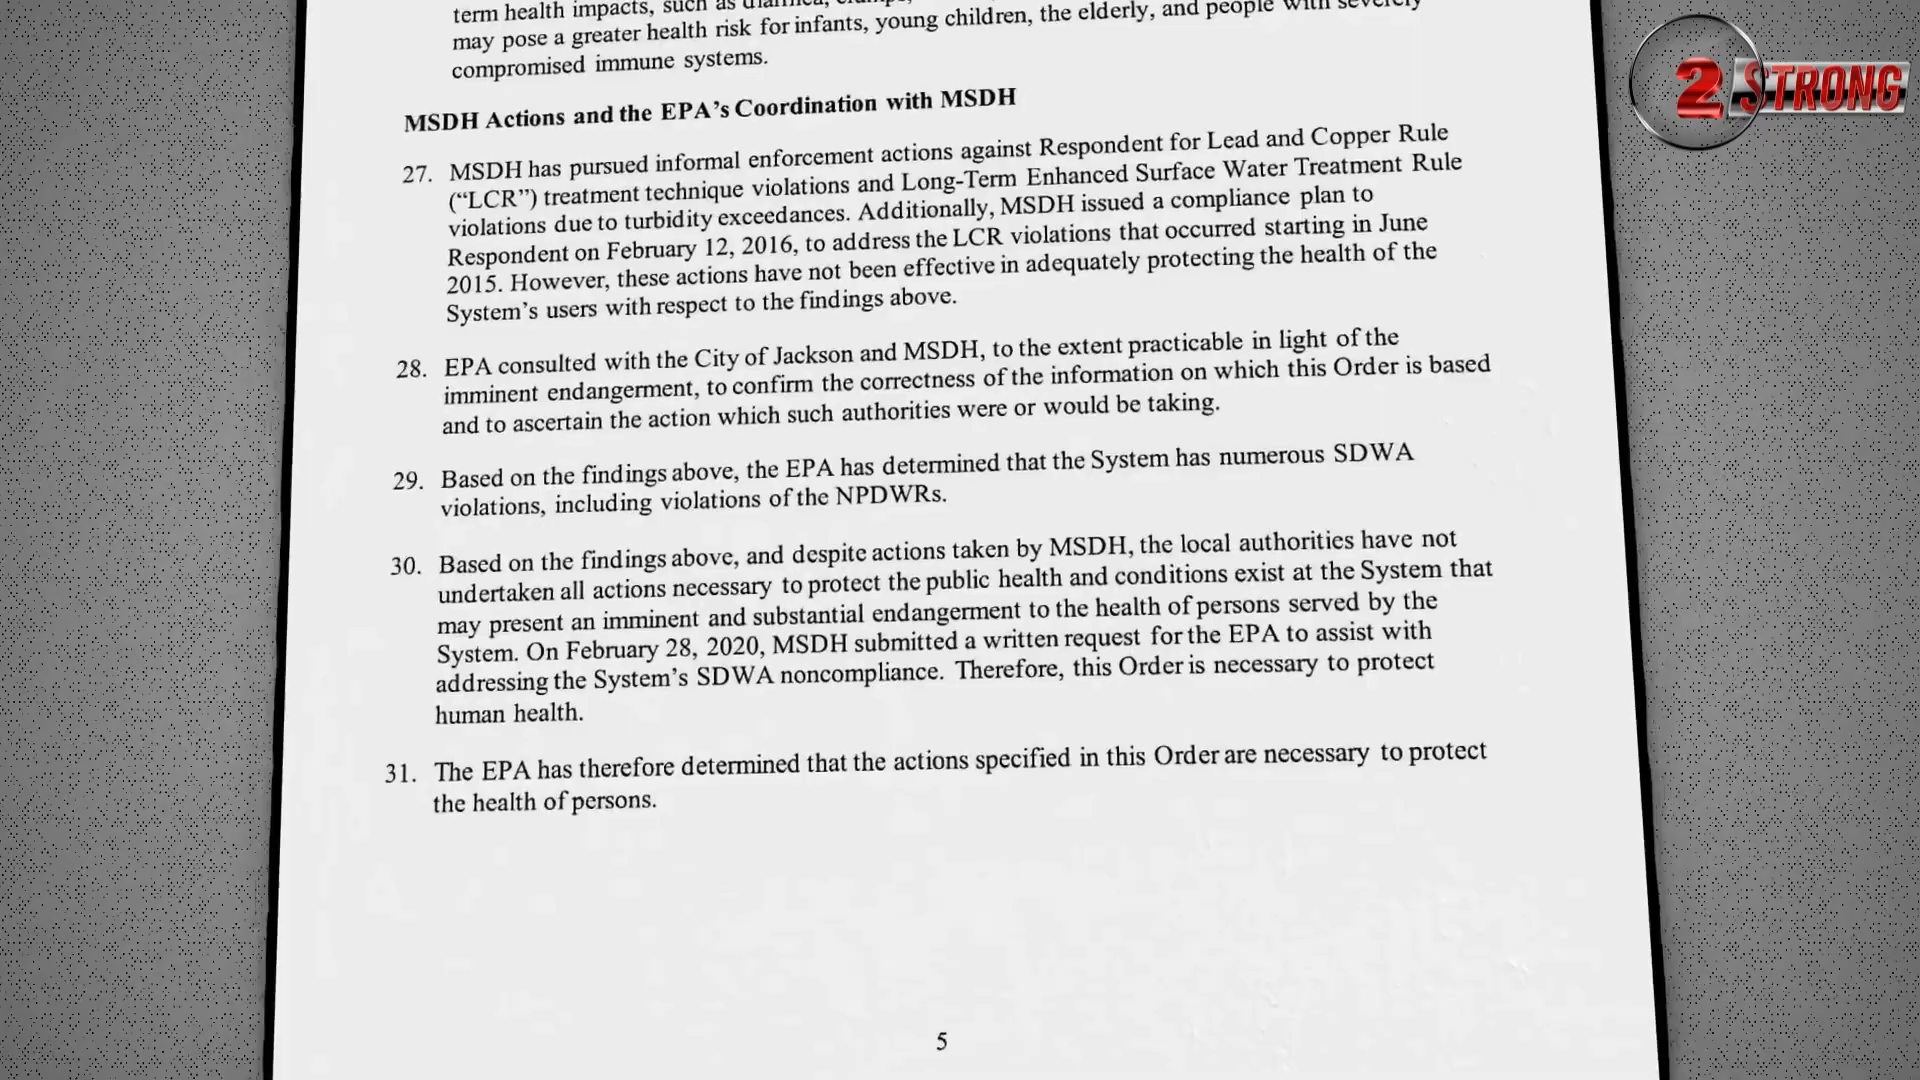 term health impacts, such as
may pose a greater health risk for infants, young children, the elderly, and people with severely
compromised immune systems.
MSDH Actions and the EPA's Coordination with MSDH
27. MSDH has pursued informal enforcement actions against Respondent for Lead and Copper Rule
("LCR") treatment technique violations and Long-Term Enhanced Surface Water Treatment Rule
violations due to turbidity exceedances. Additionally, MSDH issued a compliance plan to
Respondent on February 12, 2016, to address the LCR violations that occurred starting in June
2015. However, these actions have not been effective in adequately protecting the health of the
System's users with respect to the findings above.
28. EPA consulted with the City of Jackson and MSDH, to the extent practicable in light of the
imminent endangerment, to confirm the correctness of the information on which this Order is based
and to ascertain the action which such authorities were or would be taking.
29. Based on the findings above, the EPA has determined that the System has numerous SDWA
violations, including violations of the NPDWRs.
30. Based on the findings above, and despite actions taken by MSDH, the local authorities have not
undertaken all actions necessary to protect the public health and conditions exist at the System that
may present an imminent and substantial endangerment to the health of persons served by the
System. On February 28, 2020, MSDH submitted a written request for the EPA to assist with
addressing the System's SDWA noncompliance. Therefore, this Order is necessary to protect
human health.
31. The EPA has therefore determined that the actions specified in this Order are necessary to protect
the health of persons.
5
2 STRONG